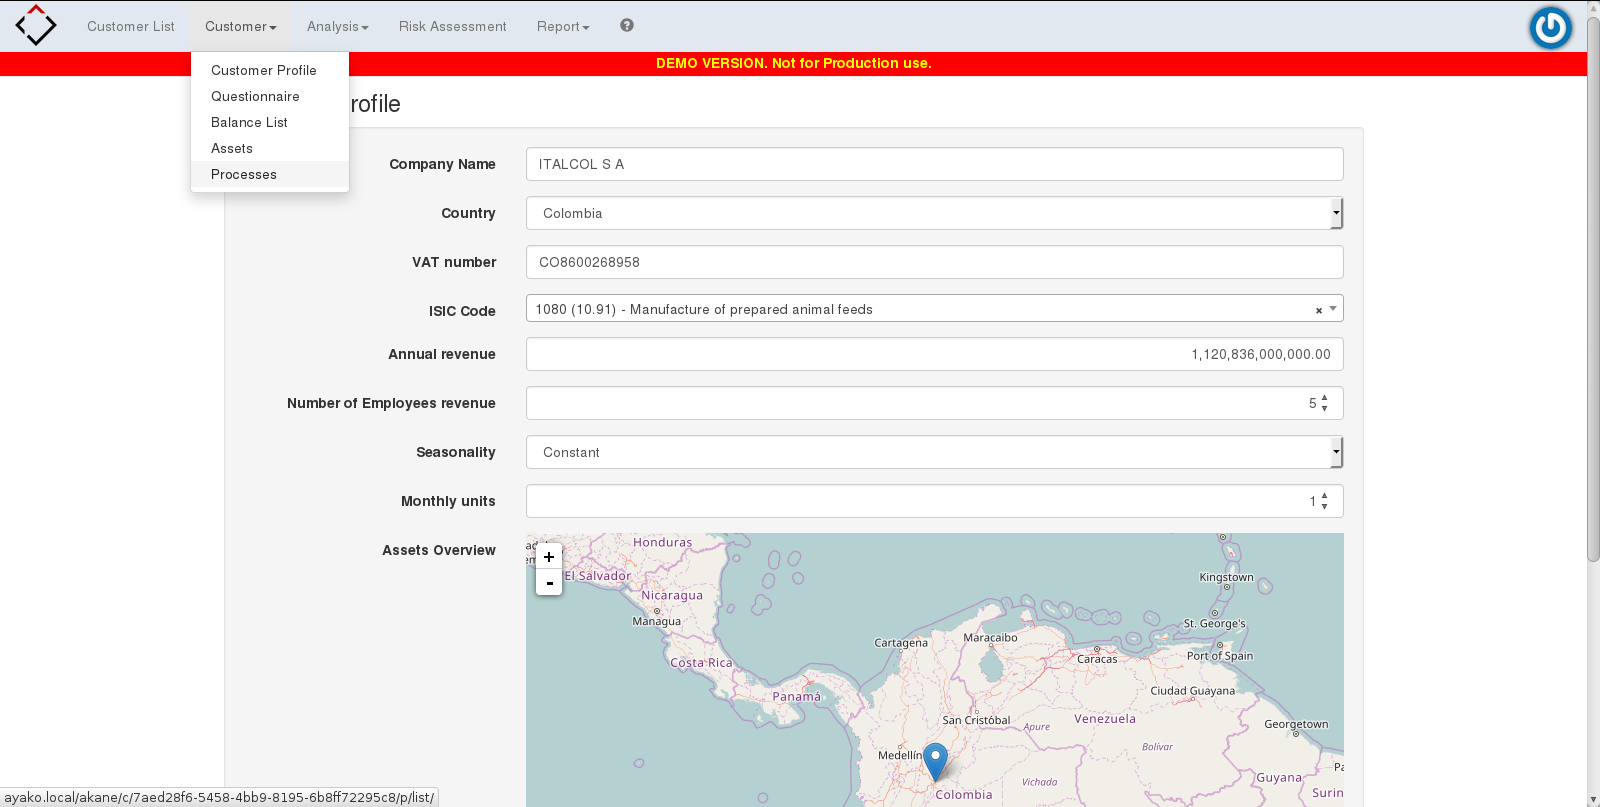 Customer List Customer Analysis Risk Assessment Report ?
DEMO VERSION. Not for Production use.
Customer Profile
Questionnaire
Balance List
Assets
Processes
rofile
Company Name ITALCOL S A
Country Colombia
VAT number CO8600268958
ISIC Code 1080 (10.91) - Manufacture of prepared animal feeds ×
Annual revenue 1,120,836,000,000.00
Number of Employees revenue 5
Seasonality Constant
Monthly units 1
Assets Overview
+
-
Honduras
El Salvador
Nicaragua
Managua
Costa Rica
Panamá
Cartagena
Maracaibo
Caracas
Kingstown
St. George's
Port of Spain
Ciudad Guayana
San Cristóbal
Apure
Venezuela
Georgetown
Medellín
Bolívar
Vichada
Guyana
Colombia
Surin
Pa
ayako.local/akane/c/7aed28f6-5458-4bb9-8195-6b8ff72295c8/p/list/